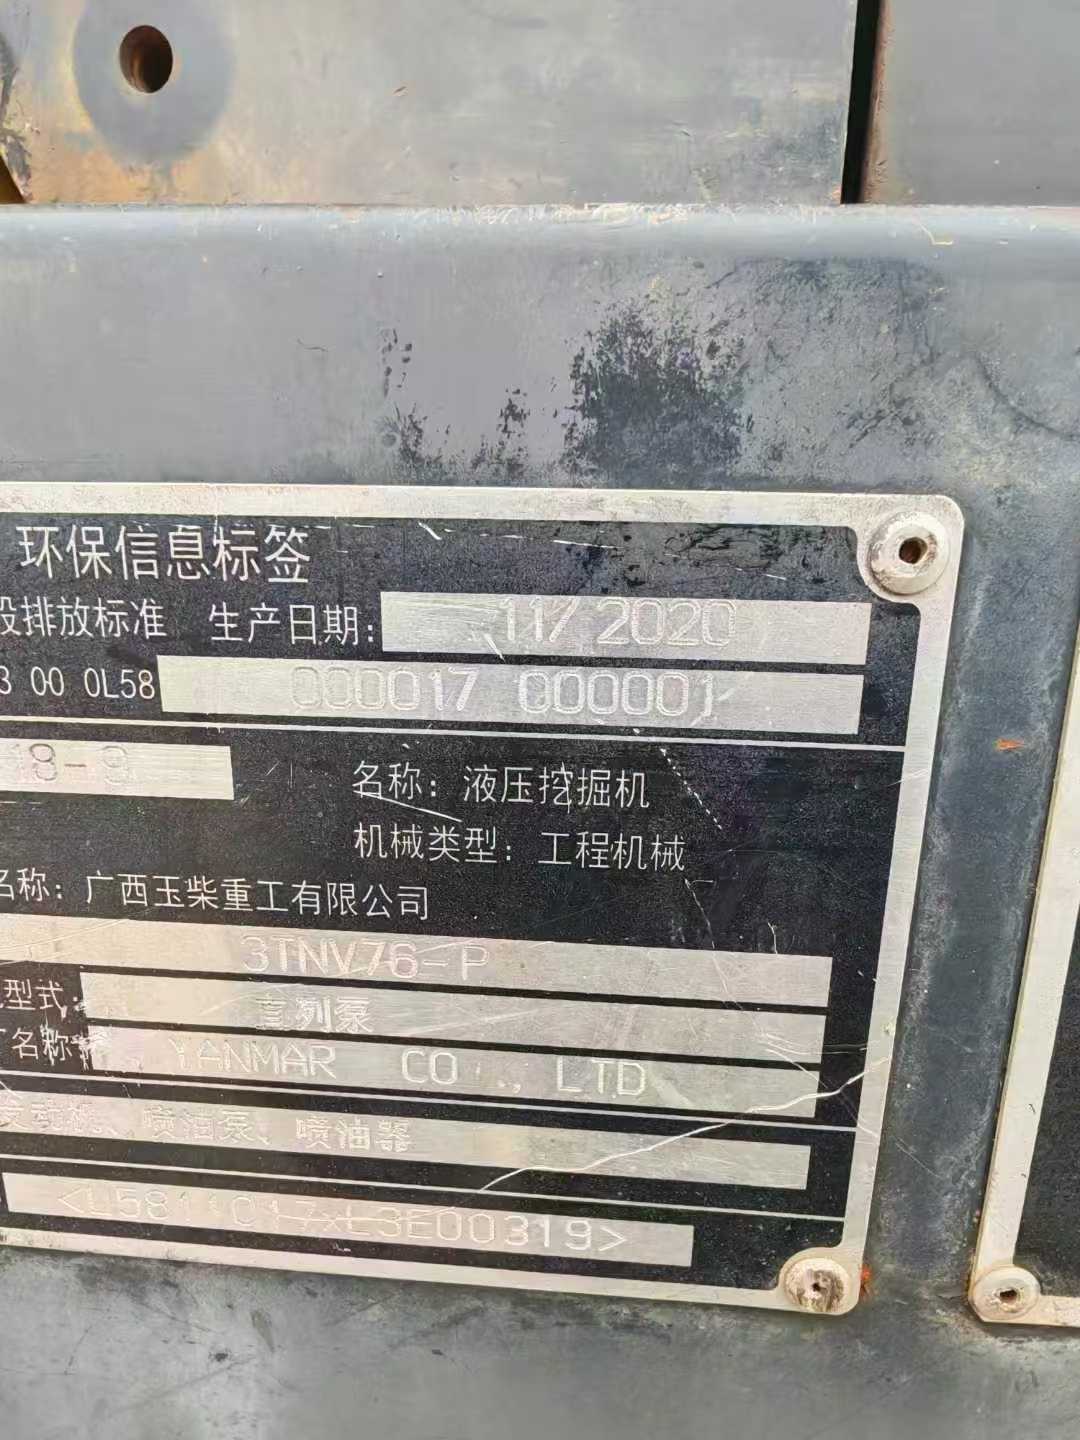 环保信息标签
段排放标准 生产日期: 11/2020
3 00 0L58 000017 000001
18-9
名称: 液压挖掘机
机械类型: 工程机械
名称: 广西玉柴重工有限公司
3TNV76-P
型式: 直列泵
名称: YANMAR CO., LTD
发动机、喷油泵、喷油器